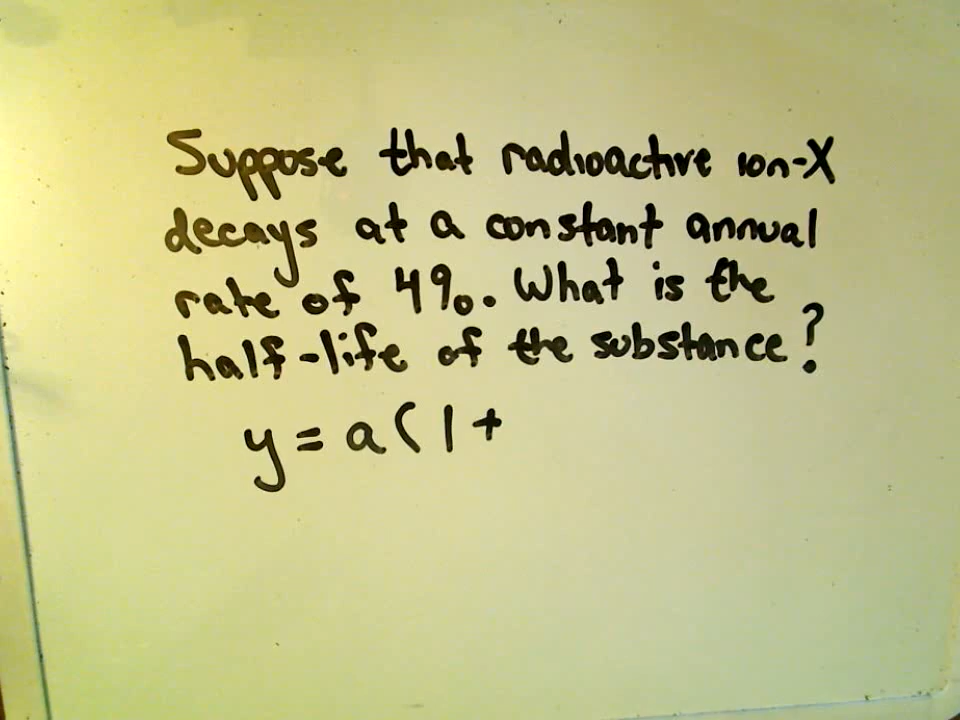 Suppose that radioactive ion-X
decays at a constant annual
rate of 4%. What is the
half-life of the substance?
y = a ( 1 +